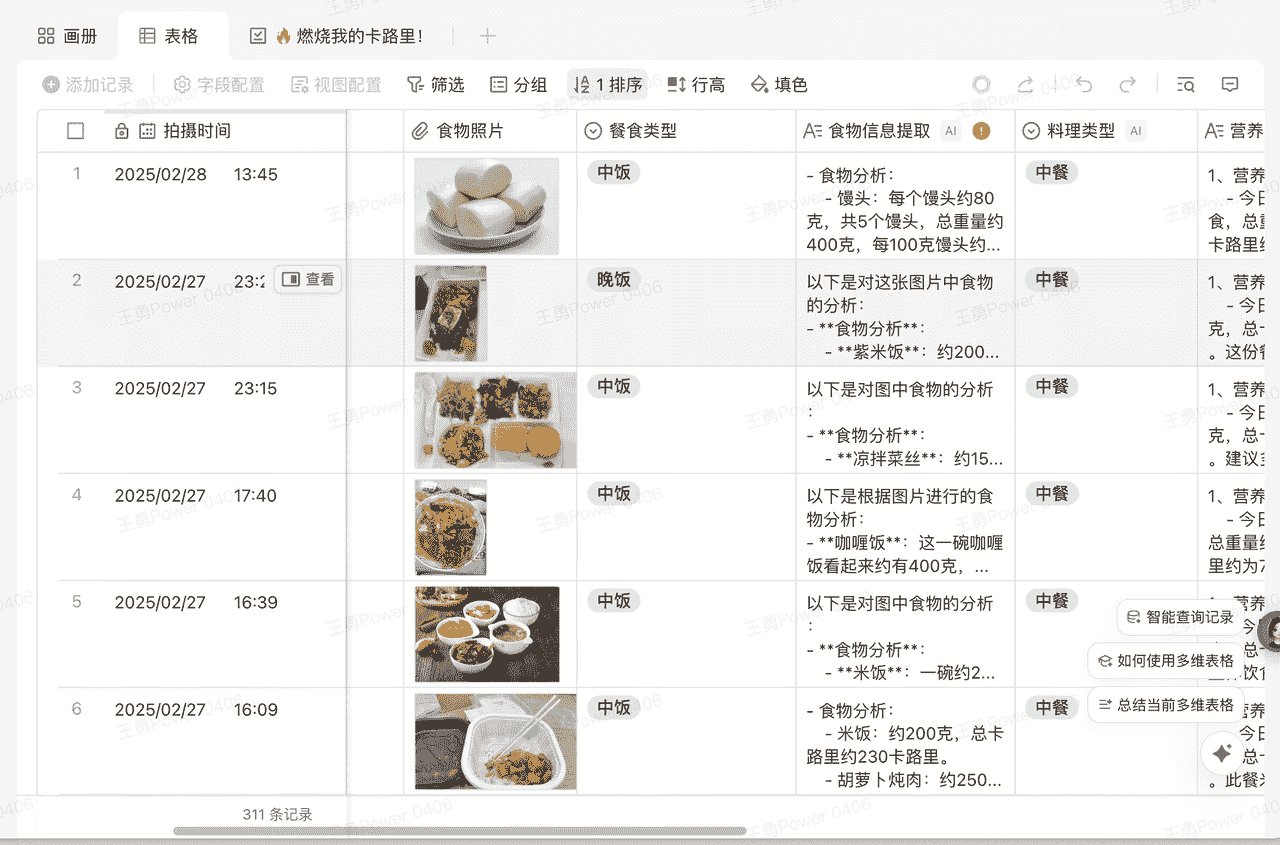 画册
表格
🔥 燃烧我的卡路里！
添加记录
字段配置
视图配置
筛选
分组
1 排序
行高
填色
拍摄时间
食物照片
餐食类型
食物信息提取 AI
料理类型 AI
营养
1
2025/02/28 13:45
中饭
- 食物分析：
- 馒头：每个馒头约80
克，共5个馒头，总重量约
400克，每100克馒头约...
中餐
1、营养
- 今日
食，总重
卡路里约
2
2025/02/27 23:2
查看
晚饭
以下是对这张图片中食物
的分析：
- **食物分析**：
- **紫米饭**：约200...
中餐
1、营养
- 今日
克，总卡
。这份餐
3
2025/02/27 23:15
中饭
以下是对图中食物的分析
：
- **食物分析**：
- **凉拌菜丝**：约15...
中餐
1、营养
- 今日
克，总卡
。建议
4
2025/02/27 17:40
中饭
以下是根据图片进行的食
物分析：
- **咖喱饭**：这一碗咖喱
饭看起来约有400克，...
中餐
1、营养
- 今日
总重量约
里约为7
5
2025/02/27 16:39
中饭
以下是对图中食物的分析
：
- **食物分析**：
- **米饭**：一碗约2...
中餐
智能查询记录
如何使用多维表格
总结当前多维表格
6
2025/02/27 16:09
中饭
- 食物分析：
- 米饭：约200克，总卡
路里约230卡路里。
- 胡萝卜炖肉：约250...
中餐
。此餐
311 条记录
王勇Power 0406